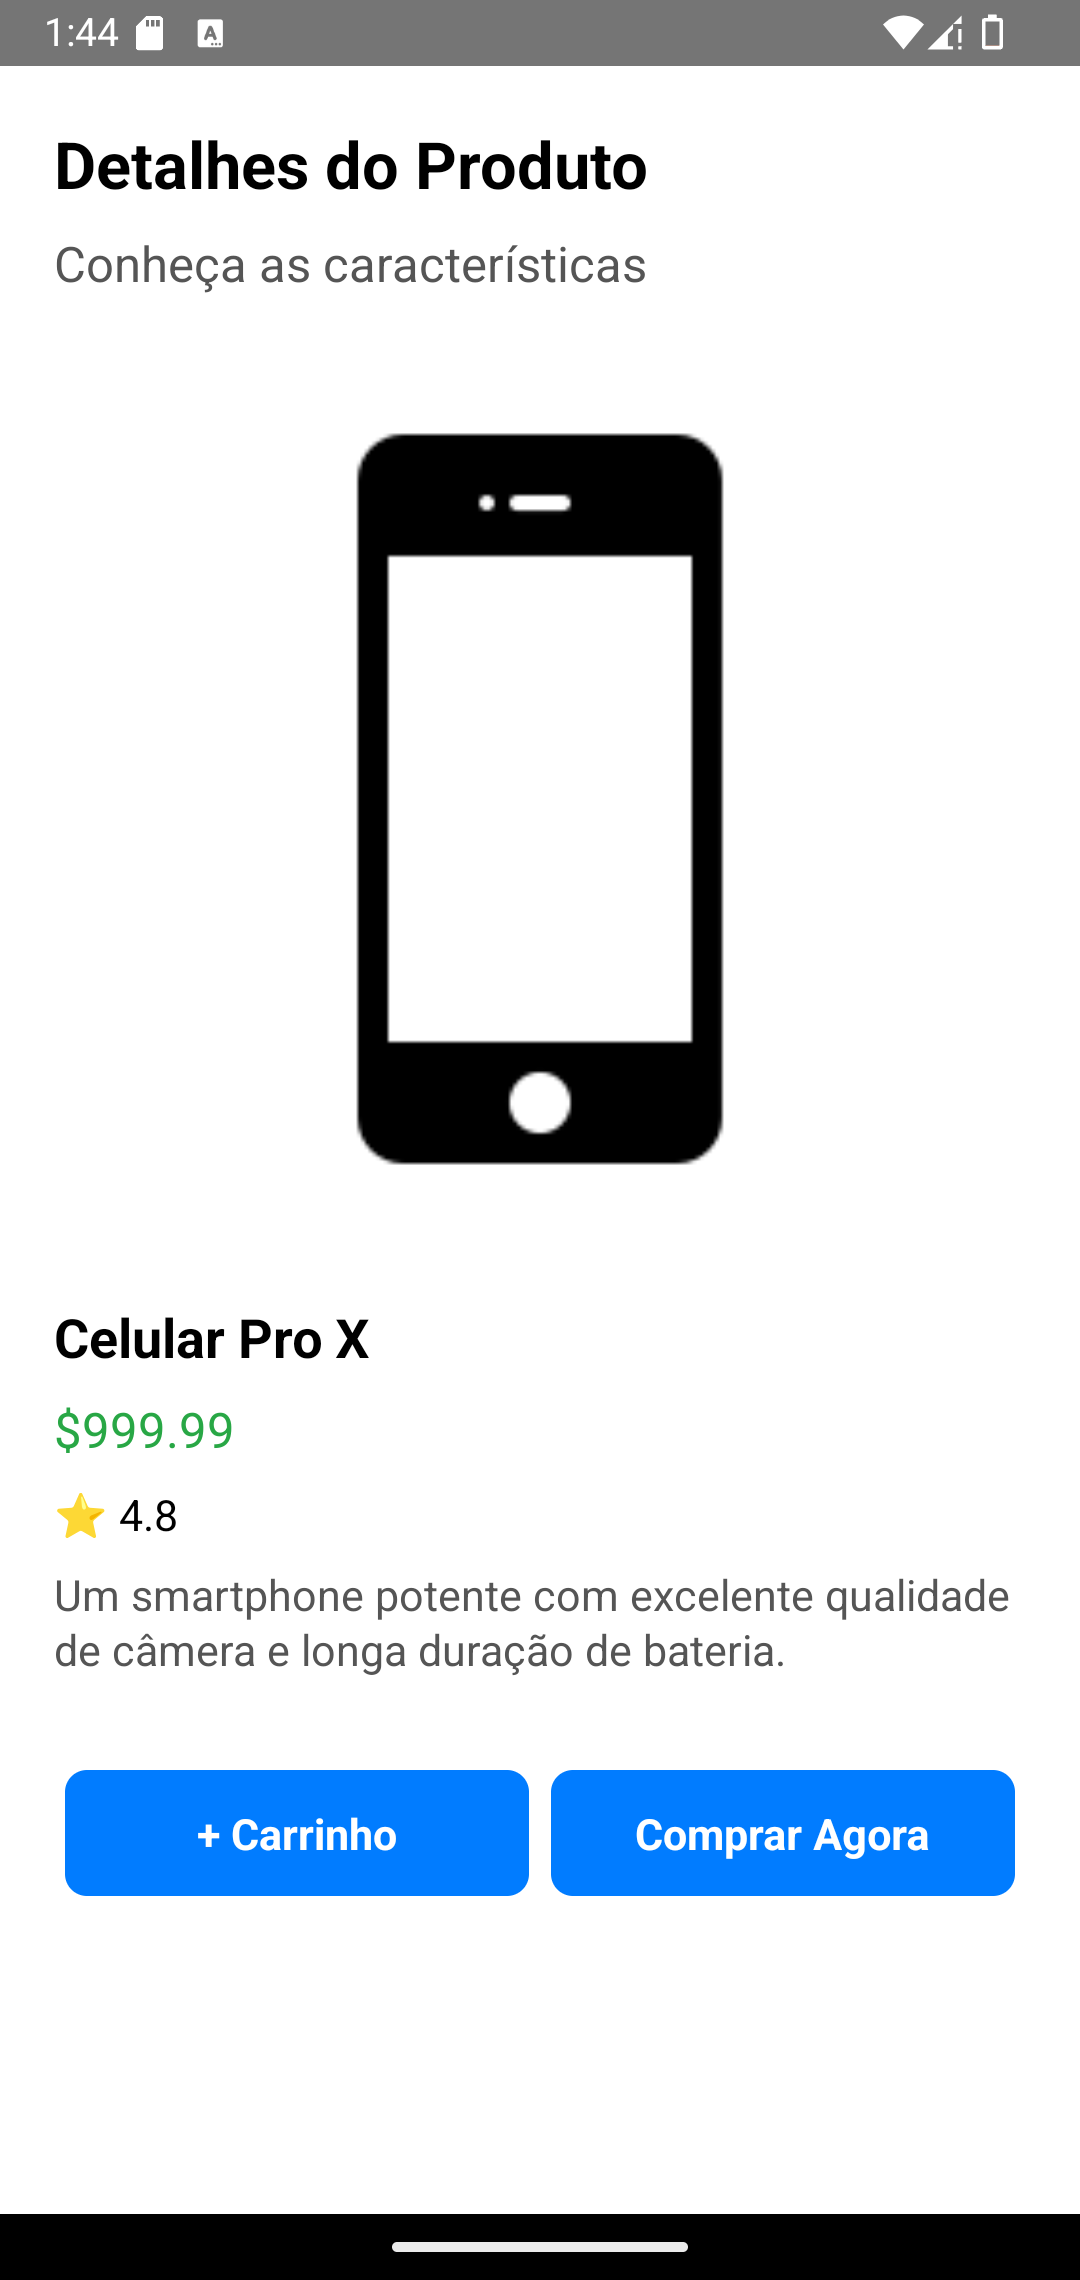 1:44
Detalhes do Produto
Conheça as características
Celular Pro X
$999.99
⭐ 4.8
Um smartphone potente com excelente qualidade
de câmera e longa duração de bateria.
+ Carrinho
Comprar Agora